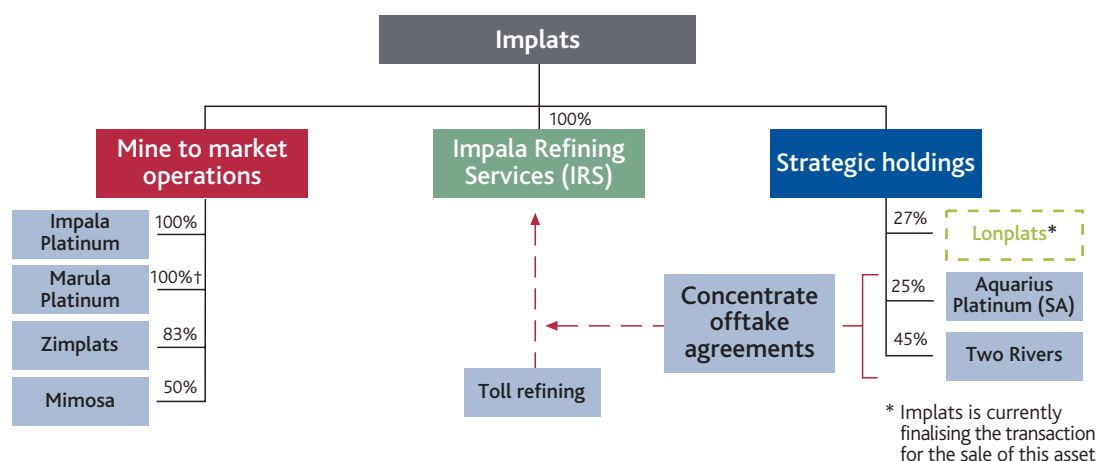 Implats
100%
Mine to market
operations
Impala Refining
Services (IRS)
Strategic holdings
Impala
Platinum
100%
Marula
Platinum
100%†
Zimplats
83%
Mimosa
50%
Concentrate
offtake
agreements
Toll refining
27%
Lonplats*
25%
Aquarius
Platinum (SA)
45%
Two Rivers
* Implats is currently
finalising the transaction
for the sale of this asset